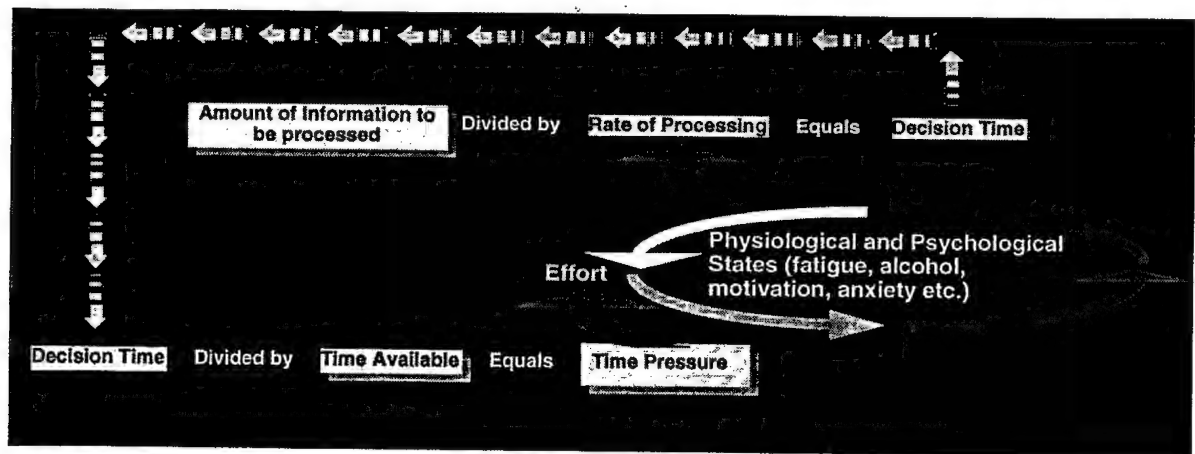 Amount of Information to
be processed
Divided by
Rate of Processing
Equals
Decision Time
Physiological and Psychological
States (fatigue, alcohol,
motivation, anxiety etc.)
Effort
Decision Time
Divided by
Time Available
Equals
Time Pressure